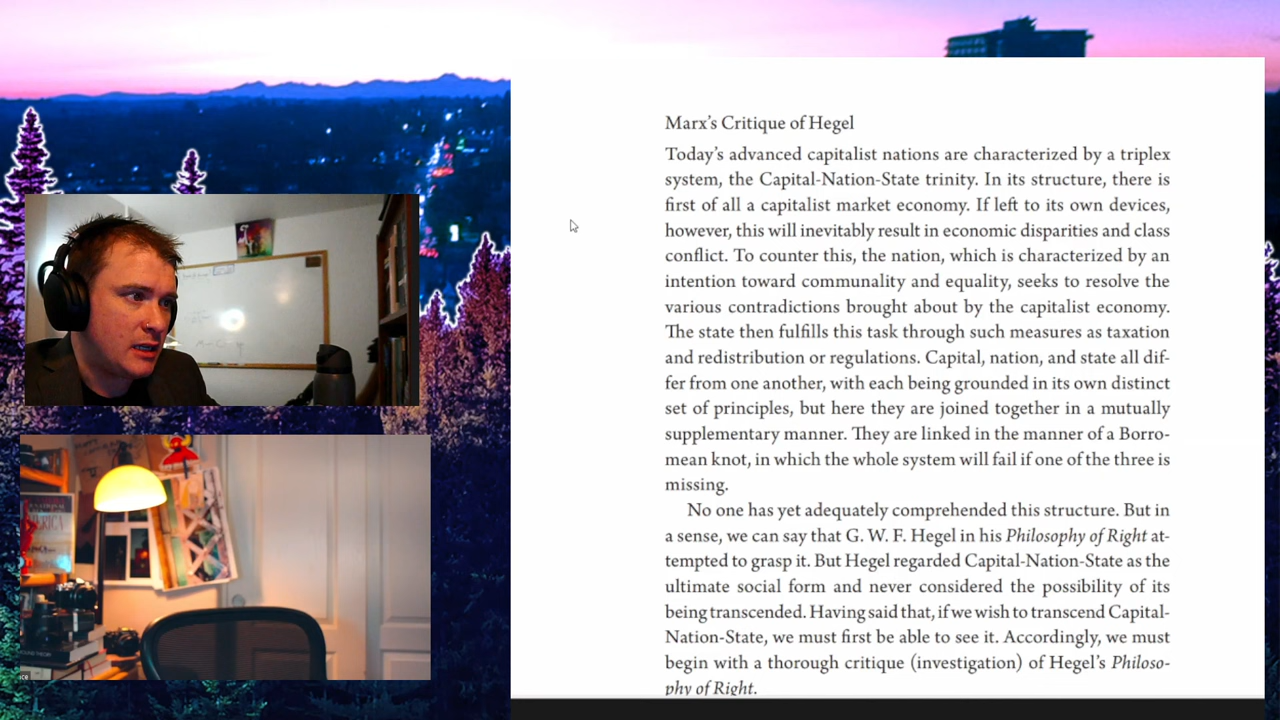 Marx's Critique of Hegel
Today's advanced capitalist nations are characterized by a triplex
system, the Capital-Nation-State trinity. In its structure, there is
first of all a capitalist market economy. If left to its own devices,
however, this will inevitably result in economic disparities and class
conflict. To counter this, the nation, which is characterized by an
intention toward communality and equality, seeks to resolve the
various contradictions brought about by the capitalist economy.
The state then fulfills this task through such measures as taxation
and redistribution or regulations. Capital, nation, and state all dif-
fer from one another, with each being grounded in its own distinct
set of principles, but here they are joined together in a mutually
supplementary manner. They are linked in the manner of a Borro-
mean knot, in which the whole system will fail if one of the three is
missing.
No one has yet adequately comprehended this structure. But in
a sense, we can say that G. W. F. Hegel in his Philosophy of Right at-
tempted to grasp it. But Hegel regarded Capital-Nation-State as the
ultimate social form and never considered the possibility of its
being transcended. Having said that, if we wish to transcend Capital-
Nation-State, we must first be able to see it. Accordingly, we must
begin with a thorough critique (investigation) of Hegel's Philoso-
phy of Right.